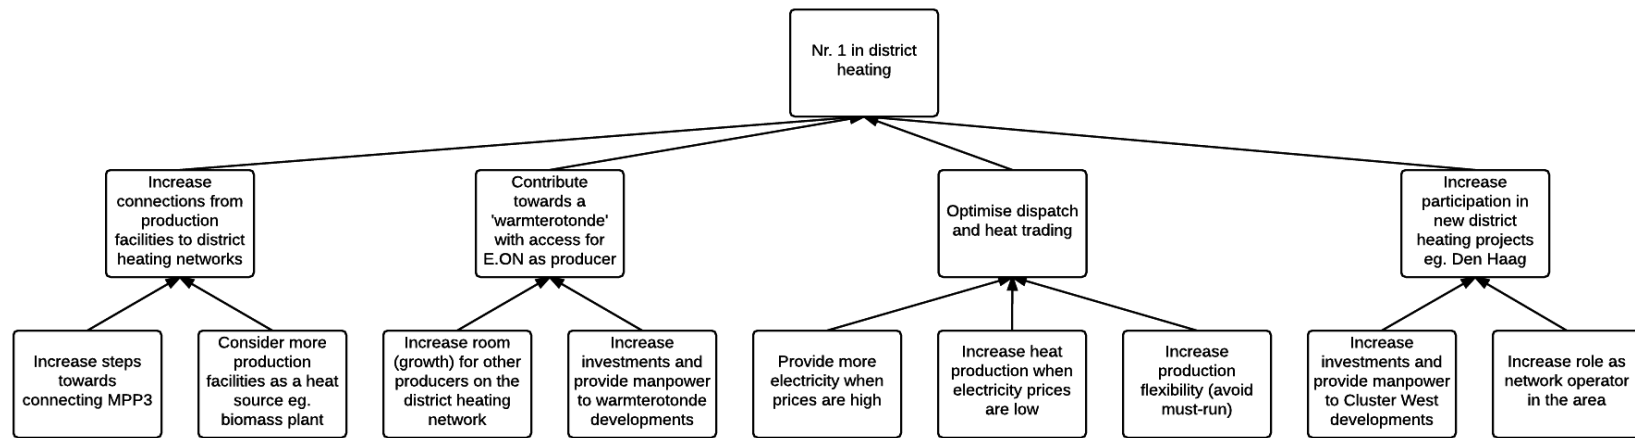 Nr. 1 in district
heating
Increase
connections from
production
facilities to district
heating networks
Contribute
towards a
'warmterotonde'
with access for
E.ON as producer
Optimise dispatch
and heat trading
Increase
participation in
new district
heating projects
eg. Den Haag
Increase steps
towards
connecting MPP3
Consider more
production
facilities as a heat
source eg.
biomass plant
Increase room
(growth) for other
producers on the
district heating
network
Increase
investments and
provide manpower
to warmterotonde
developments
Provide more
electricity when
prices are high
Increase heat
production when
electricity prices
are low
Increase
production
flexibility (avoid
must-run)
Increase
investments and
provide manpower
to Cluster West
developments
Increase role as
network operator
in the area